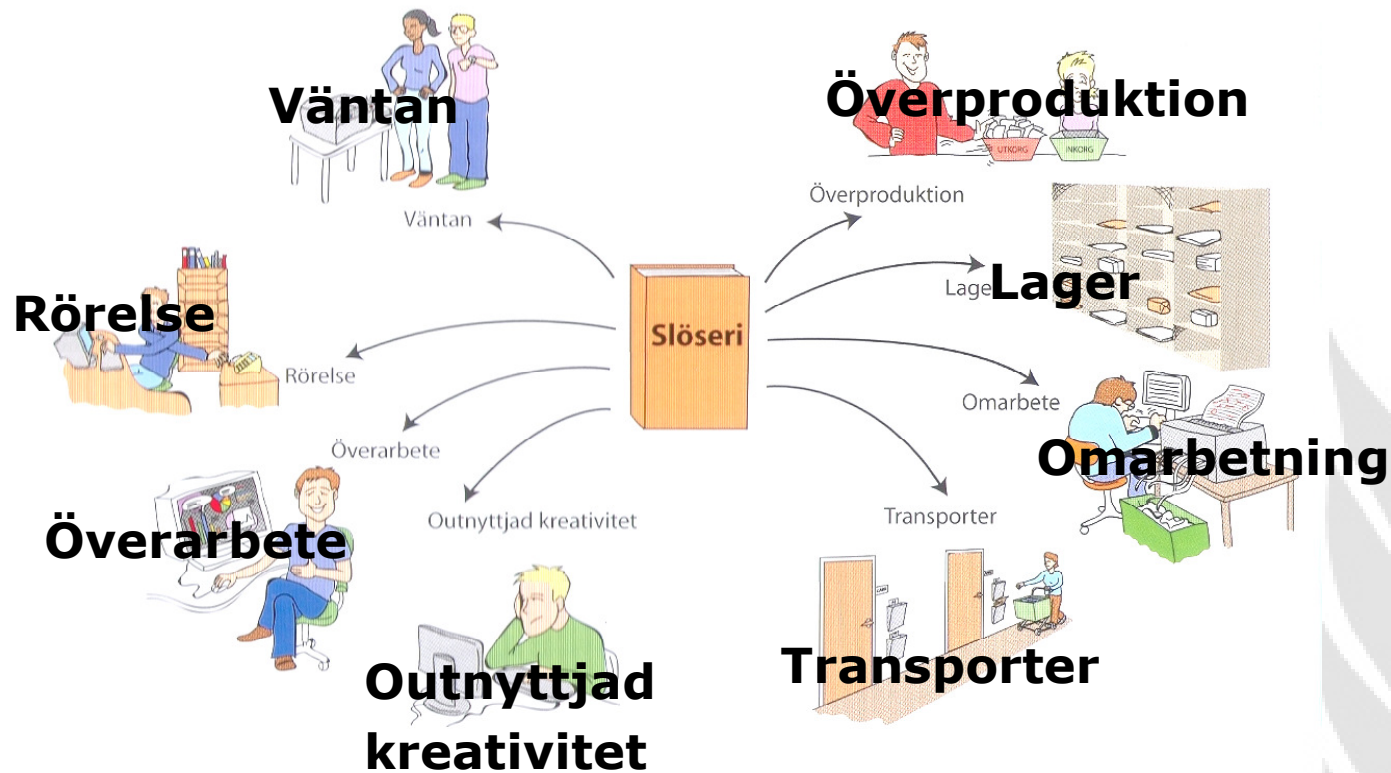 Väntan
Överproduktion
UTKORG
INKORG
Överproduktion
Väntan
Lager
Lage
Rörelse
Slöseri
Rörelse
Omarbete
Överarbete
Omarbetning
Outnyttjad kreativitet
Transporter
Överarbete
Transporter
Outnyttjad
kreativitet